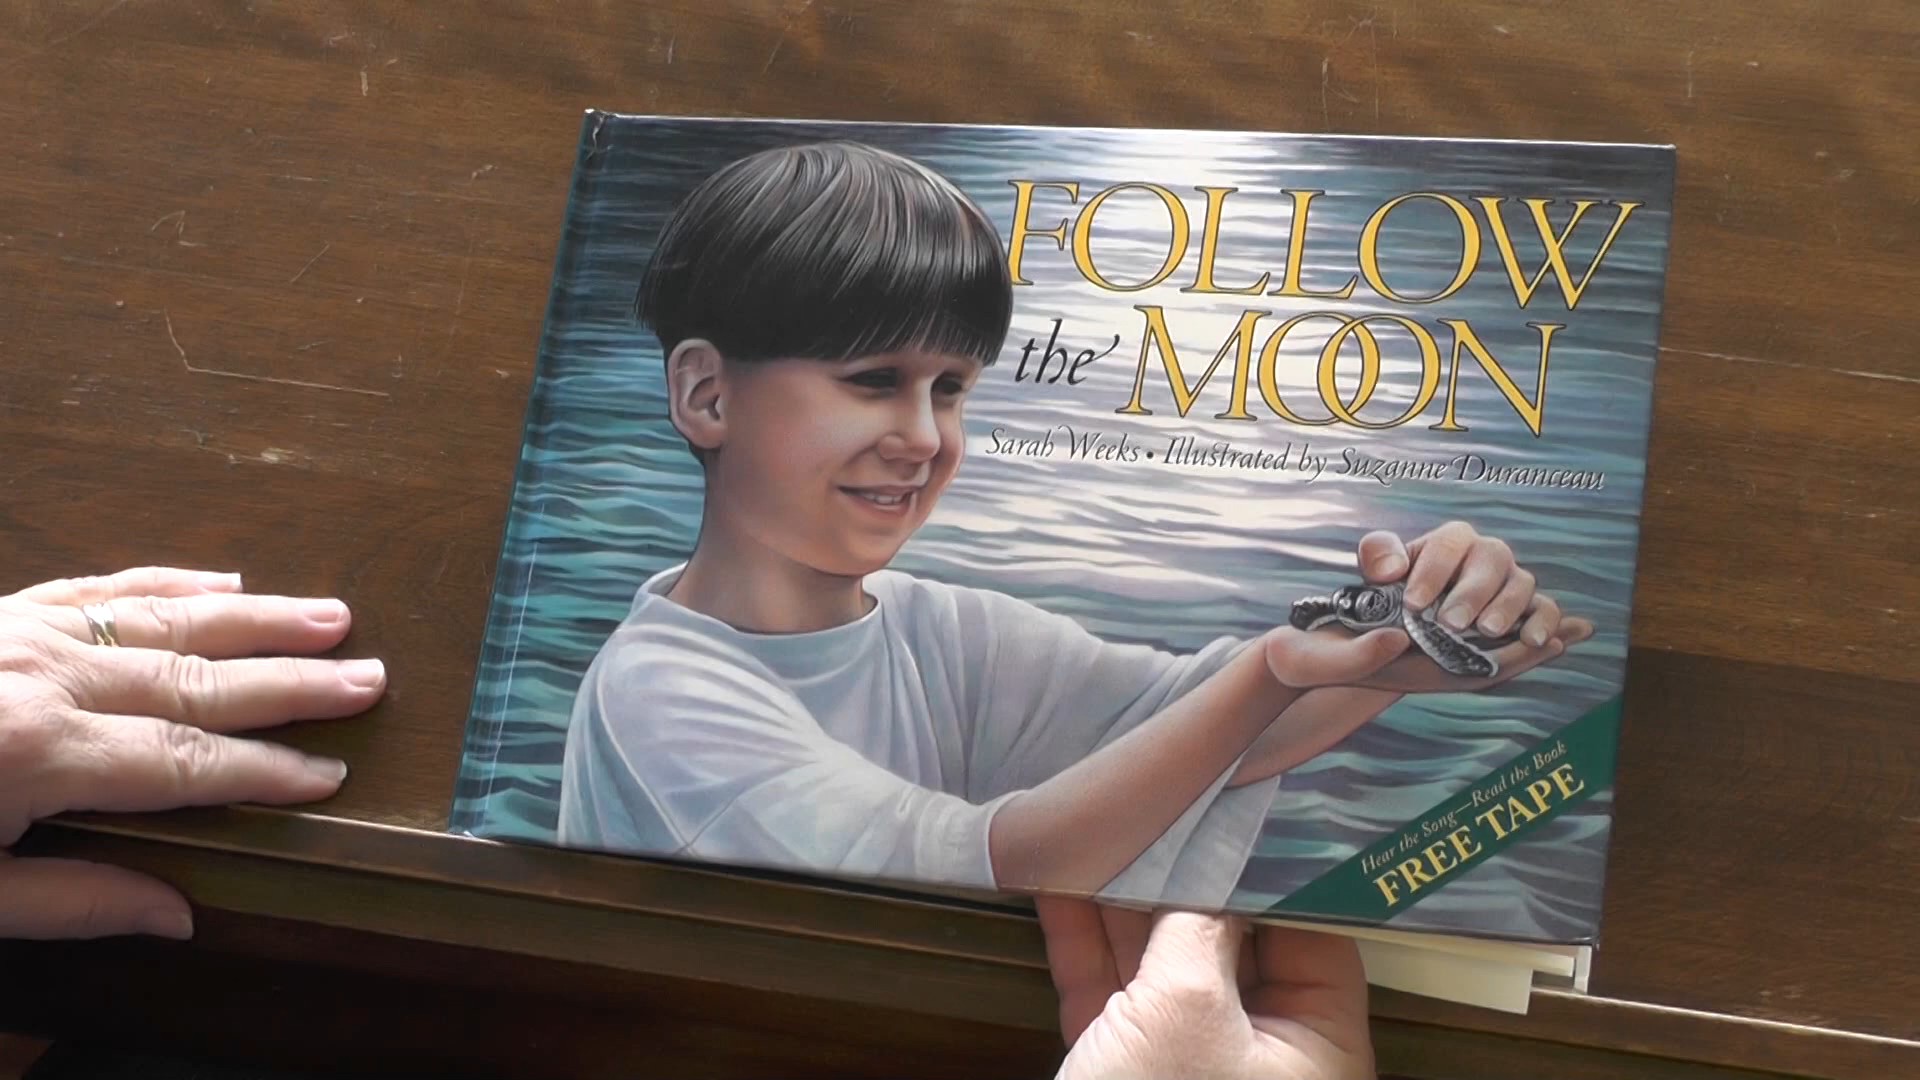 FOLLOW
the MOON
Sarah Weeks • Illustrated by Suzanne Duranceau
Hear the Song—Read the Book
FREE TAPE